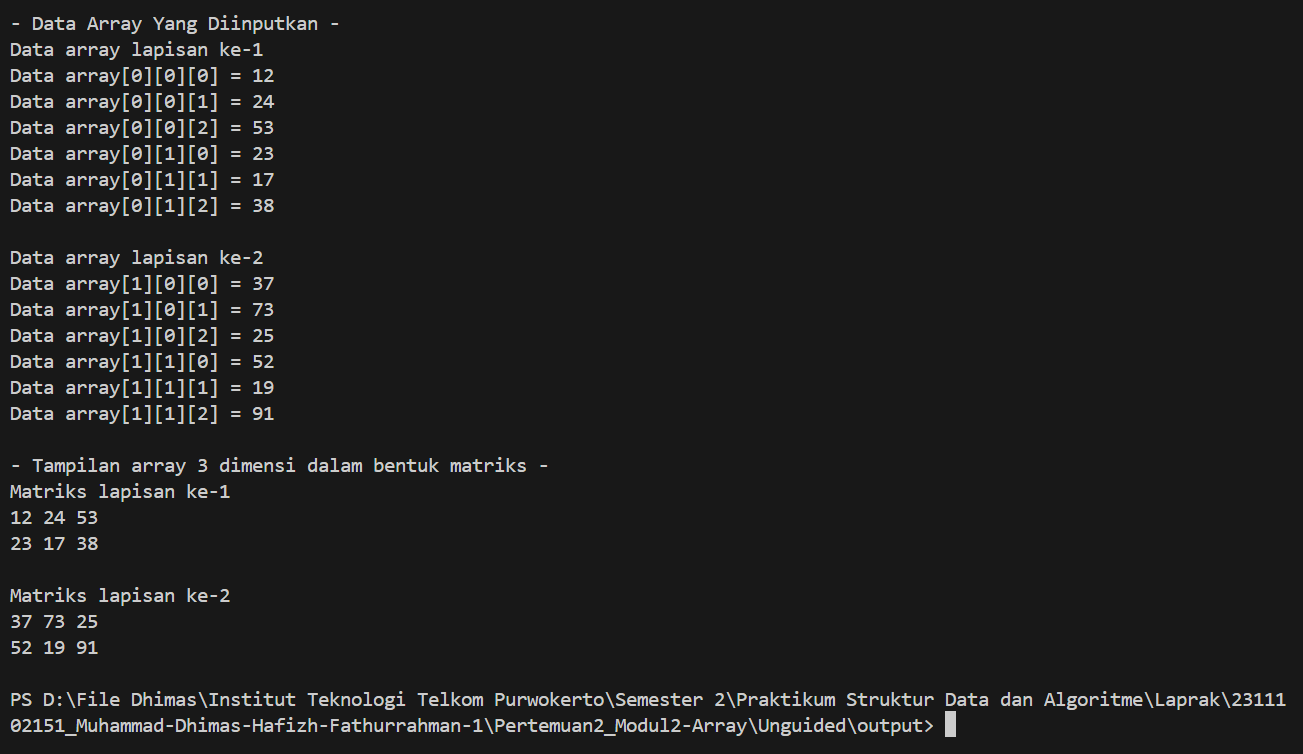 - Data Array Yang Diinputkan -
Data array lapisan ke-1
Data array[0][0][0] = 12
Data array[0][0][1] = 24
Data array[0][0][2] = 53
Data array[0][1][0] = 23
Data array[0][1][1] = 17
Data array[0][1][2] = 38
Data array lapisan ke-2
Data array[1][0][0] = 37
Data array[1][0][1] = 73
Data array[1][0][2] = 25
Data array[1][1][0] = 52
Data array[1][1][1] = 19
Data array[1][1][2] = 91
- Tampilan array 3 dimensi dalam bentuk matriks -
Matriks lapisan ke-1
12 24 53
23 17 38
Matriks lapisan ke-2
37 73 25
52 19 91
PS D:\File Dhimas\Institut Teknologi Telkom Purwokerto\Semester 2\Praktikum Struktur Data dan Algoritme\Laprak\23111
02151_Muhammad-Dhimas-Hafizh-Fathurrahman-1\Pertemuan2_Modul2-Array\Unguided\output>